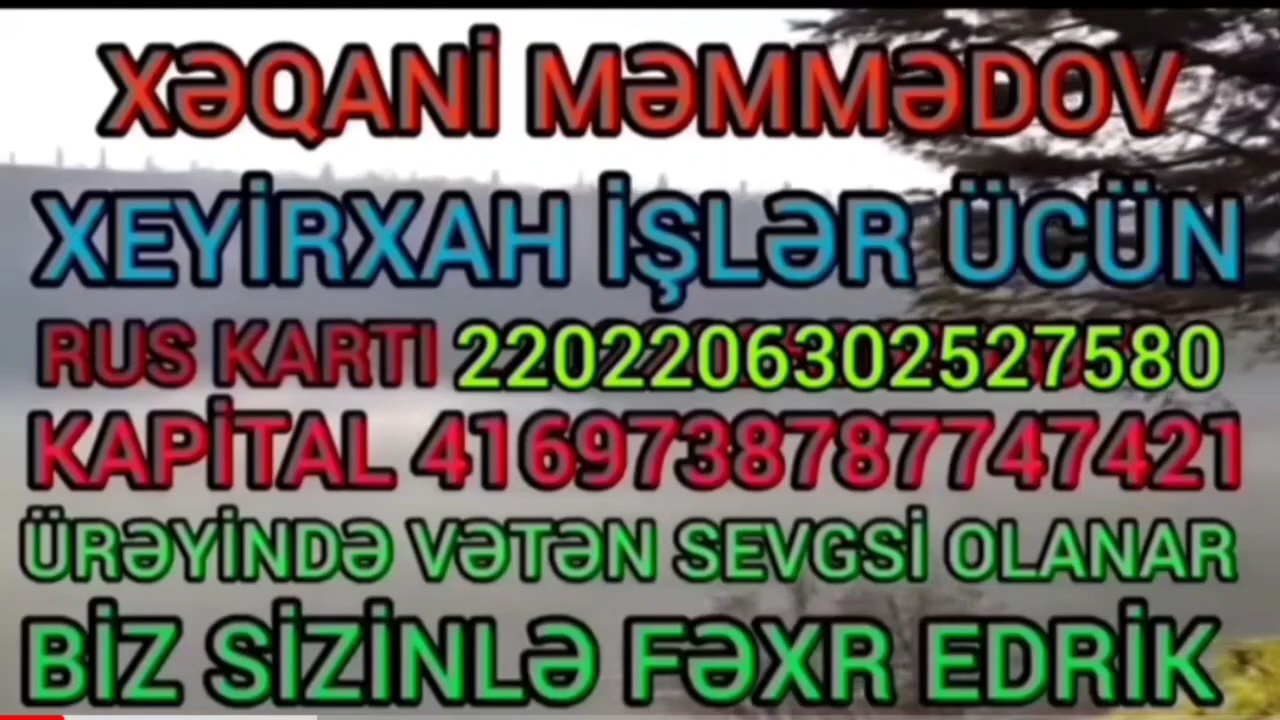 XƏQANİ MƏMMƏDOV
XEYİRXAH İŞLƏR ÜCÜN
RUS KARTI 2202206302527580
KAPİTAL 4169738787747421
ÜRƏYİNDƏ VƏTƏN SEVGSİ OLANAR
BİZ SİZİNLƏ FƏXR EDRİK